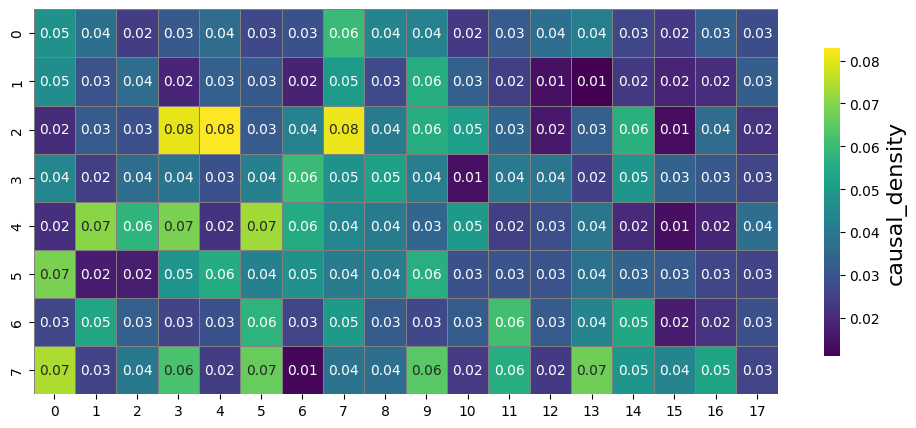 0 0.05 0.04 0.02 0.03 0.04 0.03 0.03 0.06 0.04 0.04 0.02 0.03 0.04 0.04 0.03 0.02 0.03 0.03
1 0.05 0.03 0.04 0.02 0.03 0.03 0.02 0.05 0.03 0.06 0.03 0.02 0.01 0.01 0.02 0.02 0.02 0.03
2 0.02 0.03 0.03 0.08 0.08 0.03 0.04 0.08 0.04 0.06 0.05 0.03 0.02 0.03 0.06 0.01 0.04 0.02
3 0.04 0.02 0.04 0.04 0.03 0.04 0.06 0.05 0.05 0.04 0.01 0.04 0.04 0.02 0.05 0.03 0.03 0.03
4 0.02 0.07 0.06 0.07 0.02 0.07 0.06 0.04 0.04 0.03 0.05 0.02 0.03 0.04 0.02 0.01 0.02 0.04
5 0.07 0.02 0.02 0.05 0.06 0.04 0.05 0.04 0.04 0.06 0.03 0.03 0.03 0.04 0.03 0.03 0.03 0.03
6 0.03 0.05 0.03 0.03 0.03 0.06 0.03 0.05 0.03 0.03 0.03 0.06 0.03 0.04 0.05 0.02 0.02 0.03
7 0.07 0.03 0.04 0.06 0.02 0.07 0.01 0.04 0.04 0.06 0.02 0.06 0.02 0.07 0.05 0.04 0.05 0.03
0 1 2 3 4 5 6 7 8 9 10 11 12 13 14 15 16 17
0.08
0.07
0.06
0.05
0.04
0.03
0.02
causal_density